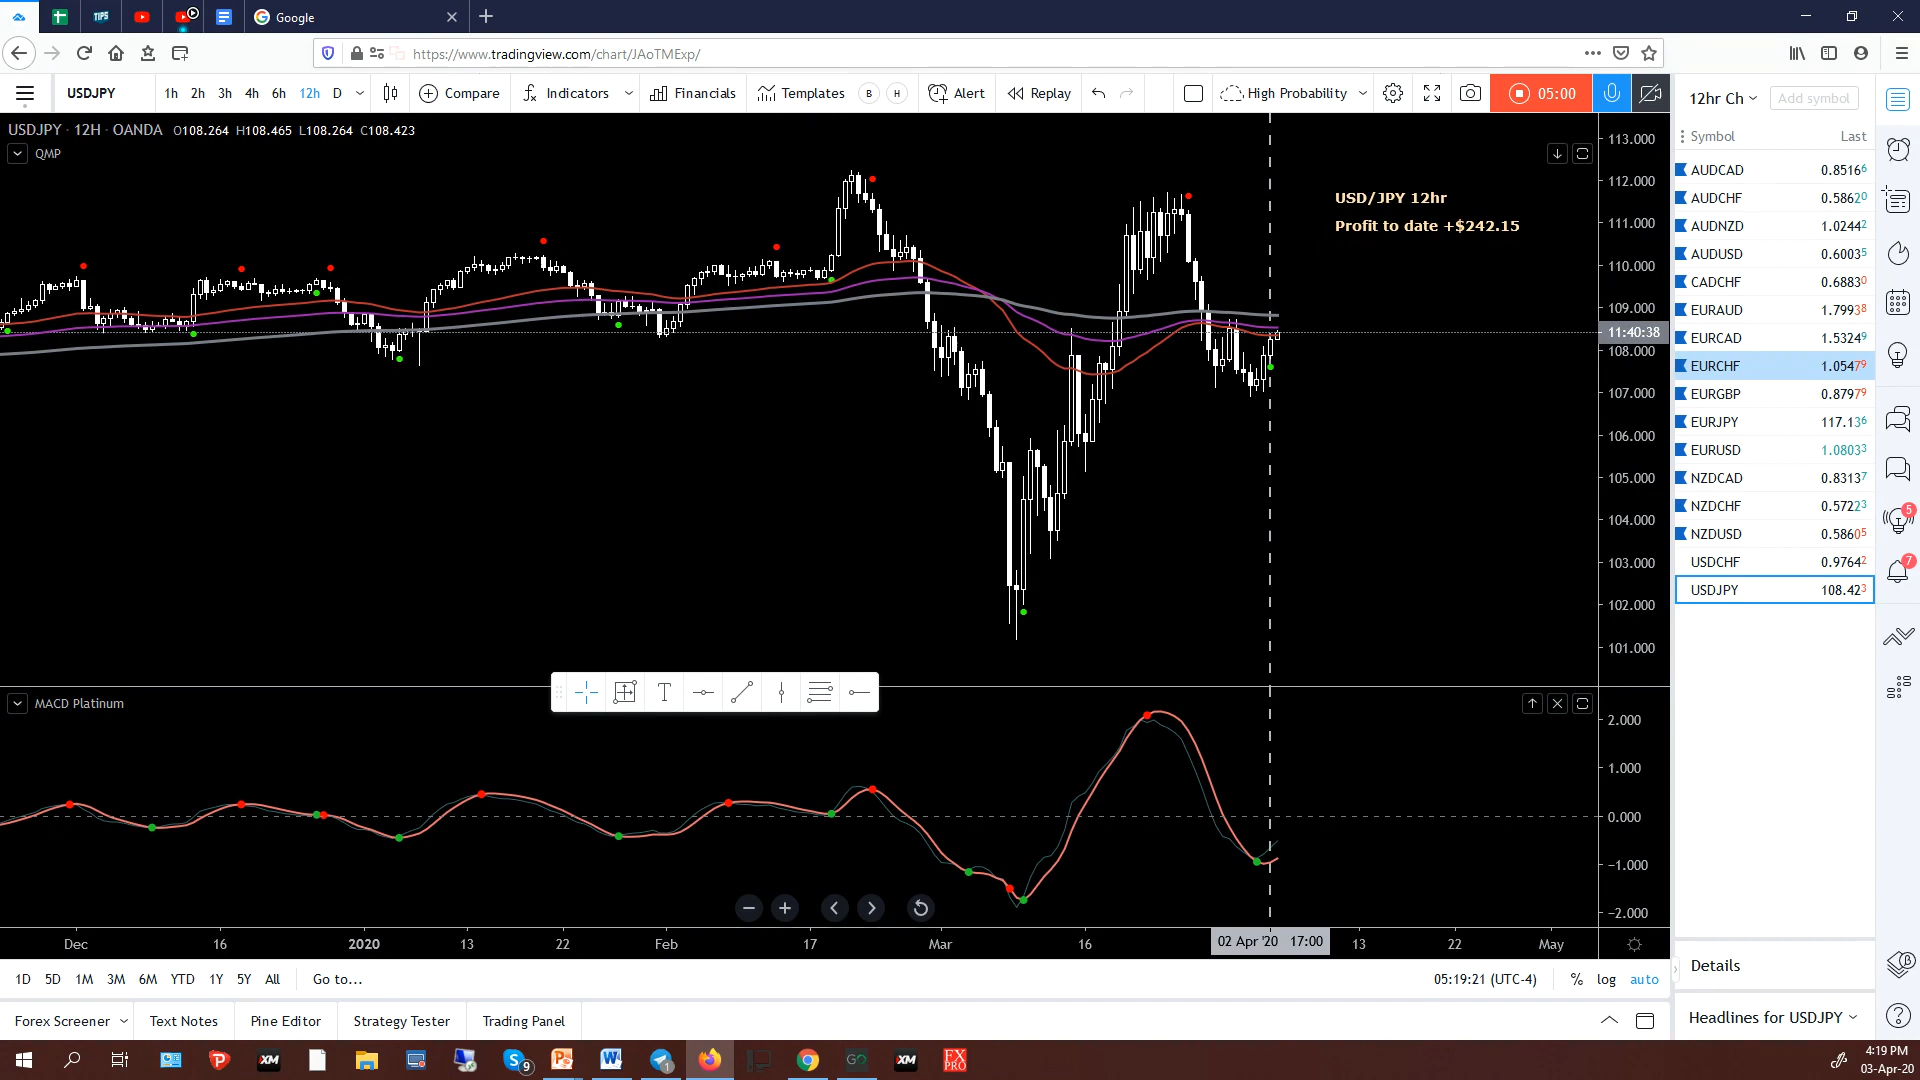 Google
https://www.tradingview.com/chart/JAoTMExp/
USDJPY 1h 2h 3h 4h 6h 12h D Compare Indicators Financials Templates B H Alert Replay High Probability 05:00
12hr Ch Add symbol
USDJPY · 12H · OANDA O108.264 H108.465 L108.264 C108.423
QMP
USD/JPY 12hr
Profit to date +$242.15
113.000
112.000
111.000
110.000
109.000
11:40:38
108.000
107.000
106.000
105.000
104.000
103.000
102.000
101.000
MACD Platinum
2.000
1.000
0.000
-1.000
-2.000
Dec 16 2020 13 22 Feb 17 Mar 16 02 Apr '20 17:00 13 22 May
1D 5D 1M 3M 6M YTD 1Y 5Y All Go to... 05:19:21 (UTC-4) % log auto
Forex Screener Text Notes Pine Editor Strategy Tester Trading Panel
Symbol Last
AUDCAD 0.85166
AUDCHF 0.58620
AUDNZD 1.02442
AUDUSD 0.60035
CADCHF 0.68830
EURAUD 1.79938
EURCAD 1.53249
EURCHF 1.05479
EURGBP 0.87979
EURJPY 117.136
EURUSD 1.08033
NZDCAD 0.83137
NZDCHF 0.57223
NZDUSD 0.58605
USDCHF 0.97642
USDJPY 108.423
5
7
Details
Headlines for USDJPY
XM
9
1
GO
XM
FX
PRO
4:19 PM
03-Apr-20